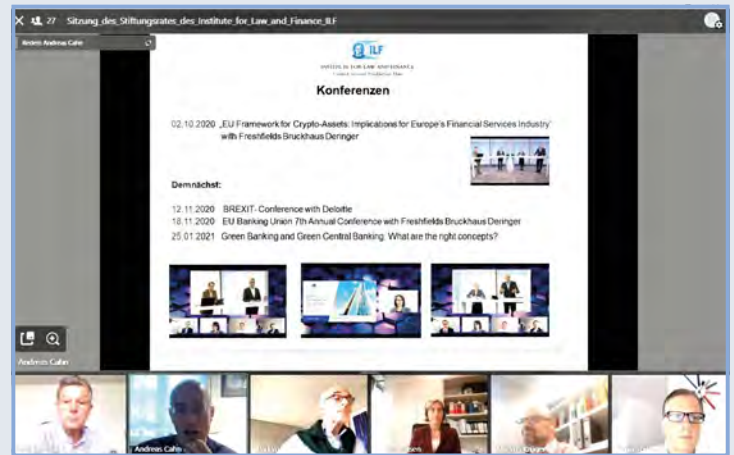 27 Sitzung_des_Stiftungsrates_des_Institute_for_Law_and_Finance_ILF
Reden: Andreas Cahn
ILF
INSTITUTE FOR LAW AND FINANCE
Konferenzen
02.10.2020 „EU Framework for Crypto-Assets: Implications for Europe's Financial Services Industry"
with Freshfields Bruckhaus Deringer
Demnächst:
12.11.2020 BREXIT- Conference with Deloitte
18.11.2020 EU Banking Union 7th Annual Conference with Freshfields Bruckhaus Deringer
25.01.2021 Green Banking and Green Central Banking: What are the right concepts?
Andreas Cahn
Andreas Cahn